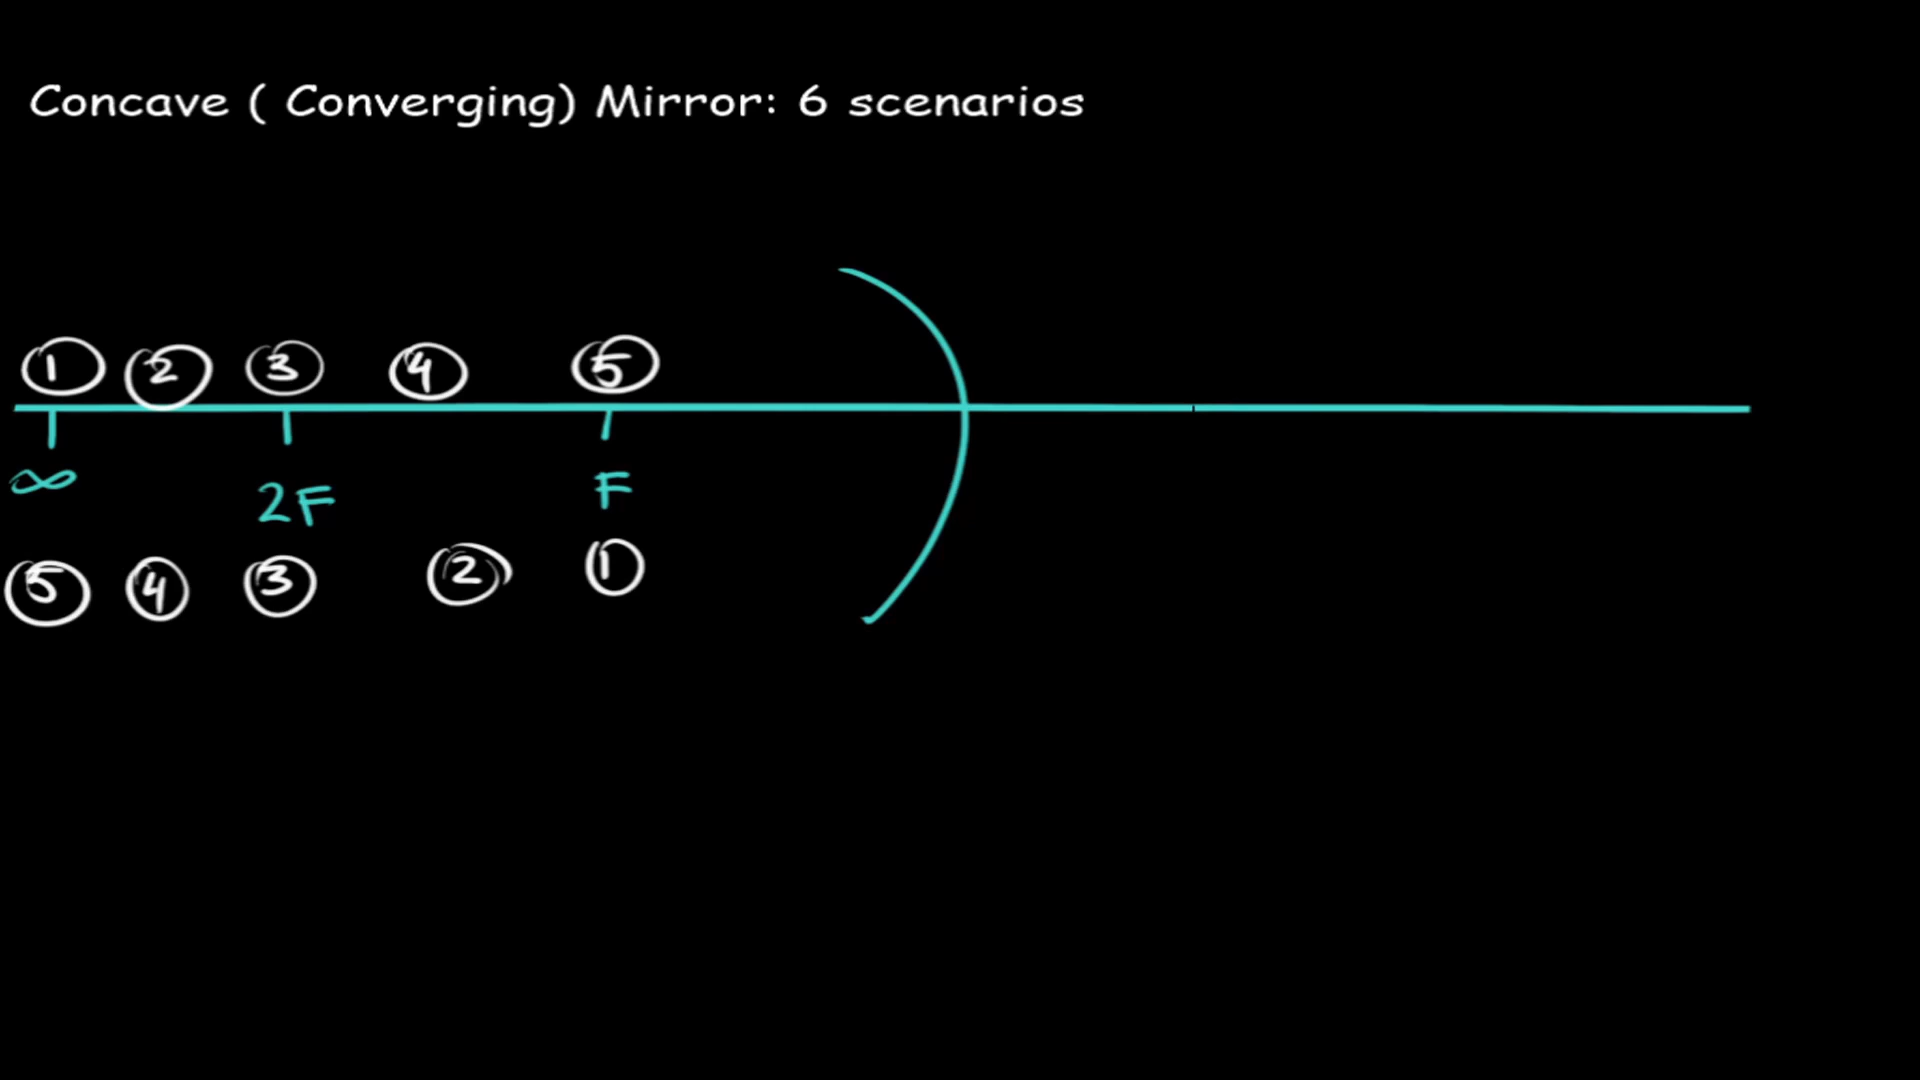 Concave ( Converging) Mirror: 6 scenarios
1 2 3 4 5
∞ 2F F
5 4 3 2 1